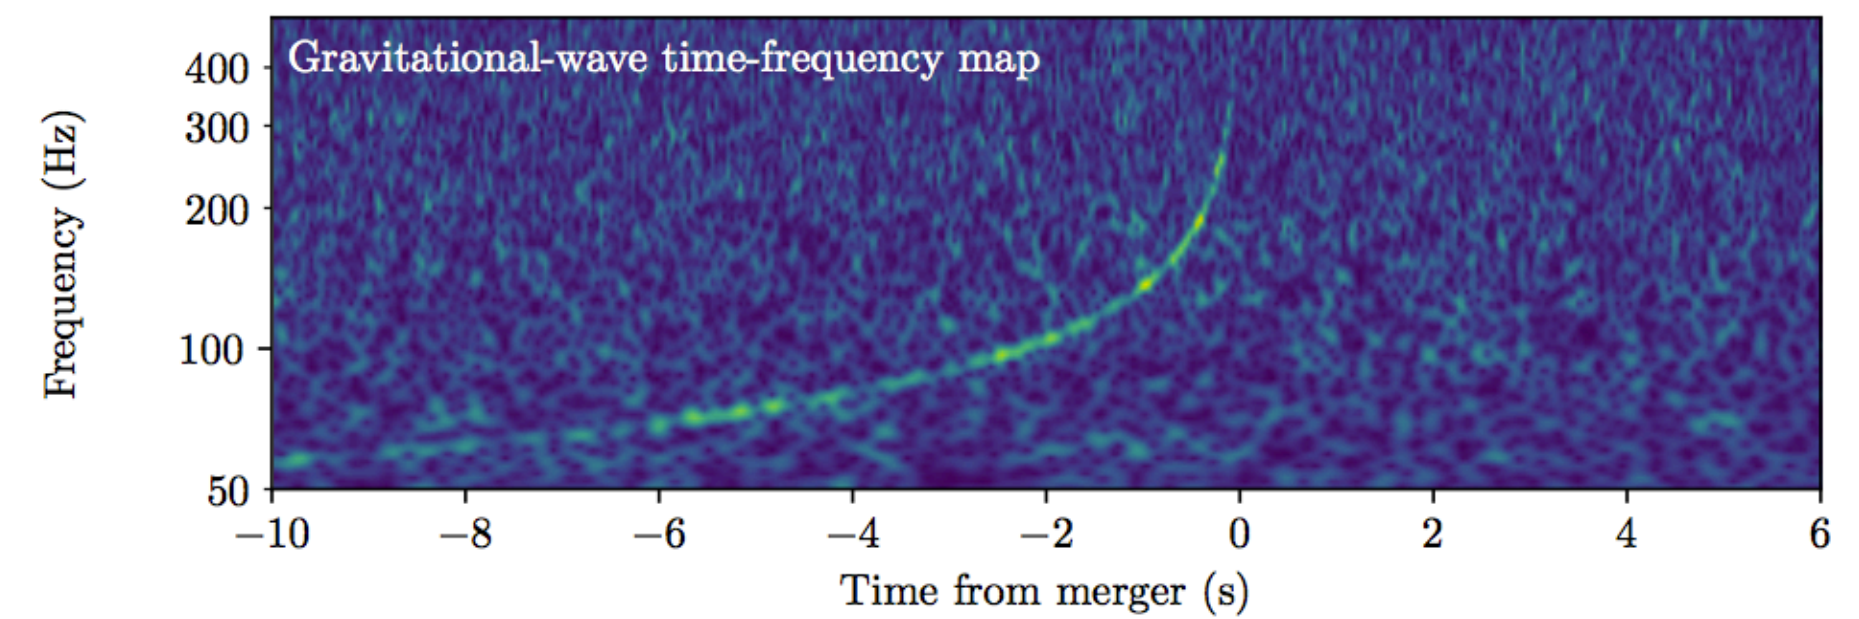 Gravitational-wave time-frequency map
Frequency (Hz)
400
300
200
100
50
−10 −8 −6 −4 −2 0 2 4 6
Time from merger (s)